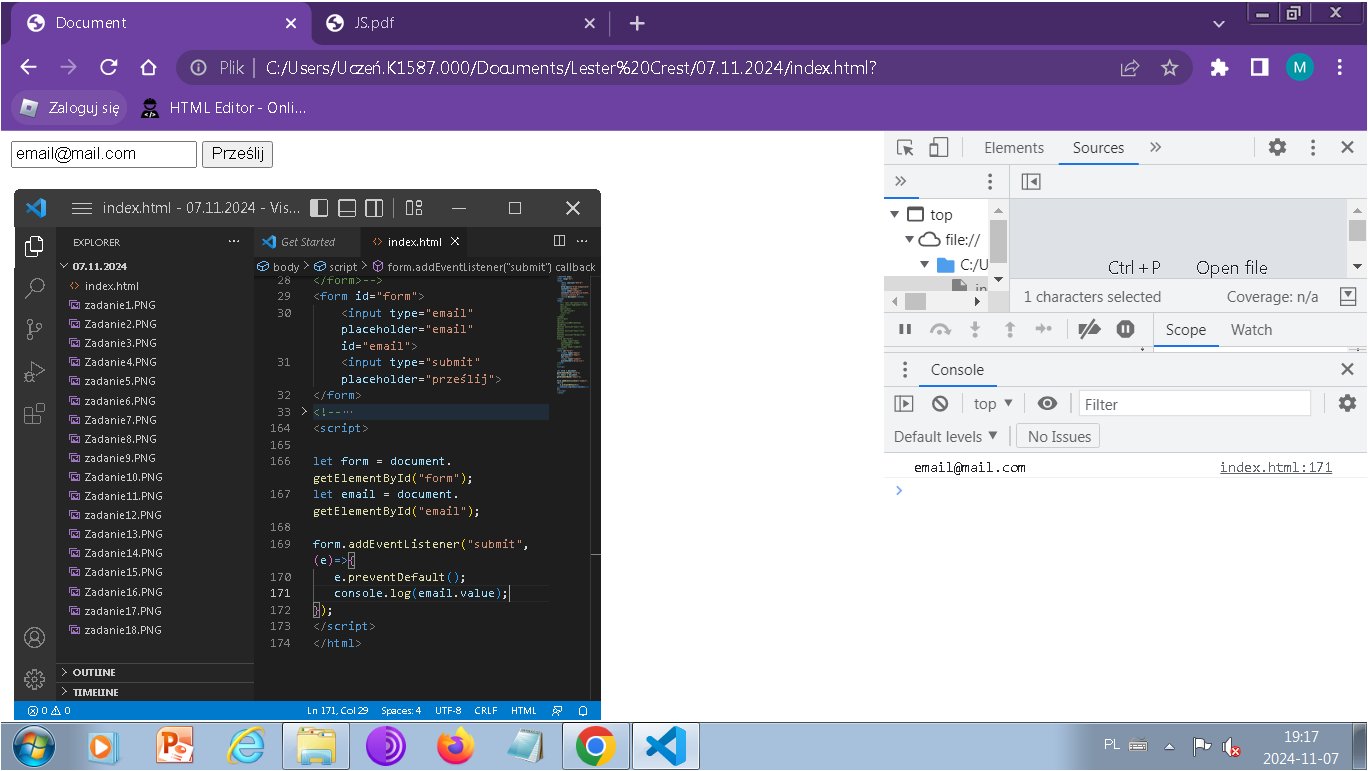 Document
JS.pdf
Plik C:/Users/Uczeń.K1587.000/Documents/Lester%20Crest/07.11.2024/index.html?
M
Zaloguj się
HTML Editor - Onli...
email@mail.com Prześlij
index.html - 07.11.2024 - Vis...
EXPLORER
07.11.2024
index.html
zadanie1.PNG
Zadanie2.PNG
Zadanie3.PNG
Zadanie4.PNG
zadanie5.PNG
zadanie6.PNG
Zadanie7.PNG
Zadanie8.PNG
zadanie9.PNG
Zadanie10.PNG
Zadanie11.PNG
zadanie12.PNG
Zadanie13.PNG
Zadanie14.PNG
Zadanie15.PNG
Zadanie16.PNG
zadanie17.PNG
zadanie18.PNG
OUTLINE
TIMELINE
Get Started
index.html
body > script > form.addEventListener("submit") callback
28 </form>-->
29 <form id="form">
30 <input type="email"
placeholder="email"
id="email">
31 <input type="submit"
placeholder="prześlij">
32 </form>
33 <!--...
164 <script>
165
166 let form = document.
getElementById("form");
167 let email = document.
getElementById("email");
168
169 form.addEventListener("submit",
(e)=>{
170 e.preventDefault();
171 console.log(email.value);
172 });
173 </script>
174 </html>
0 0
Ln 171, Col 29 Spaces: 4 UTF-8 CRLF HTML
Elements Sources
top
file://
C:/U
in
Ctrl + P Open file
1 characters selected Coverage: n/a
Scope Watch
Console
top Filter
Default levels No Issues
email@mail.com index.html:171
PL
19:17
2024-11-07